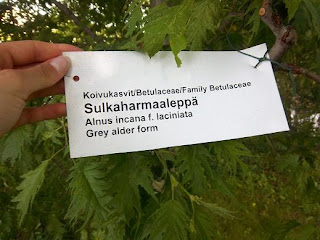 Koivukasvit/Betulaceae/Family Betulaceae
Sulkaharmaaleppä
Alnus incana f. laciniata
Grey alder form